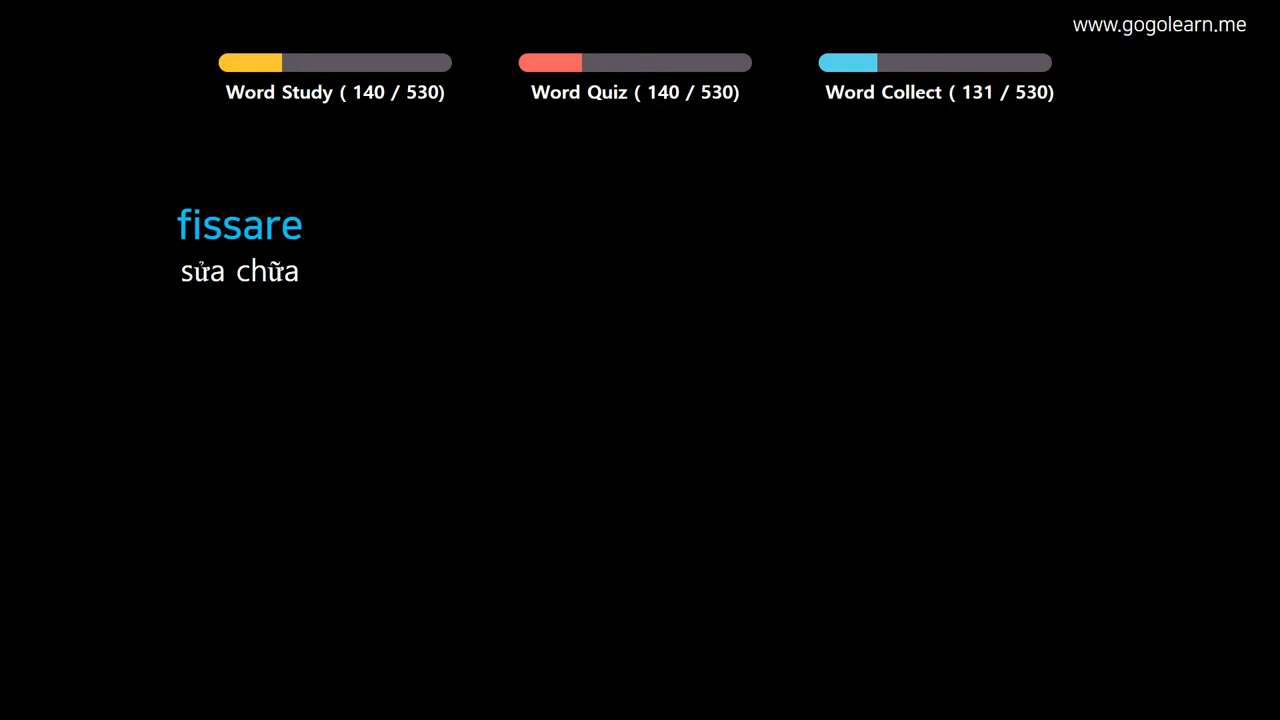 www.gogolearn.me
Word Study ( 140 / 530)
Word Quiz ( 140 / 530)
Word Collect ( 131 / 530)
fissare
sửa chữa